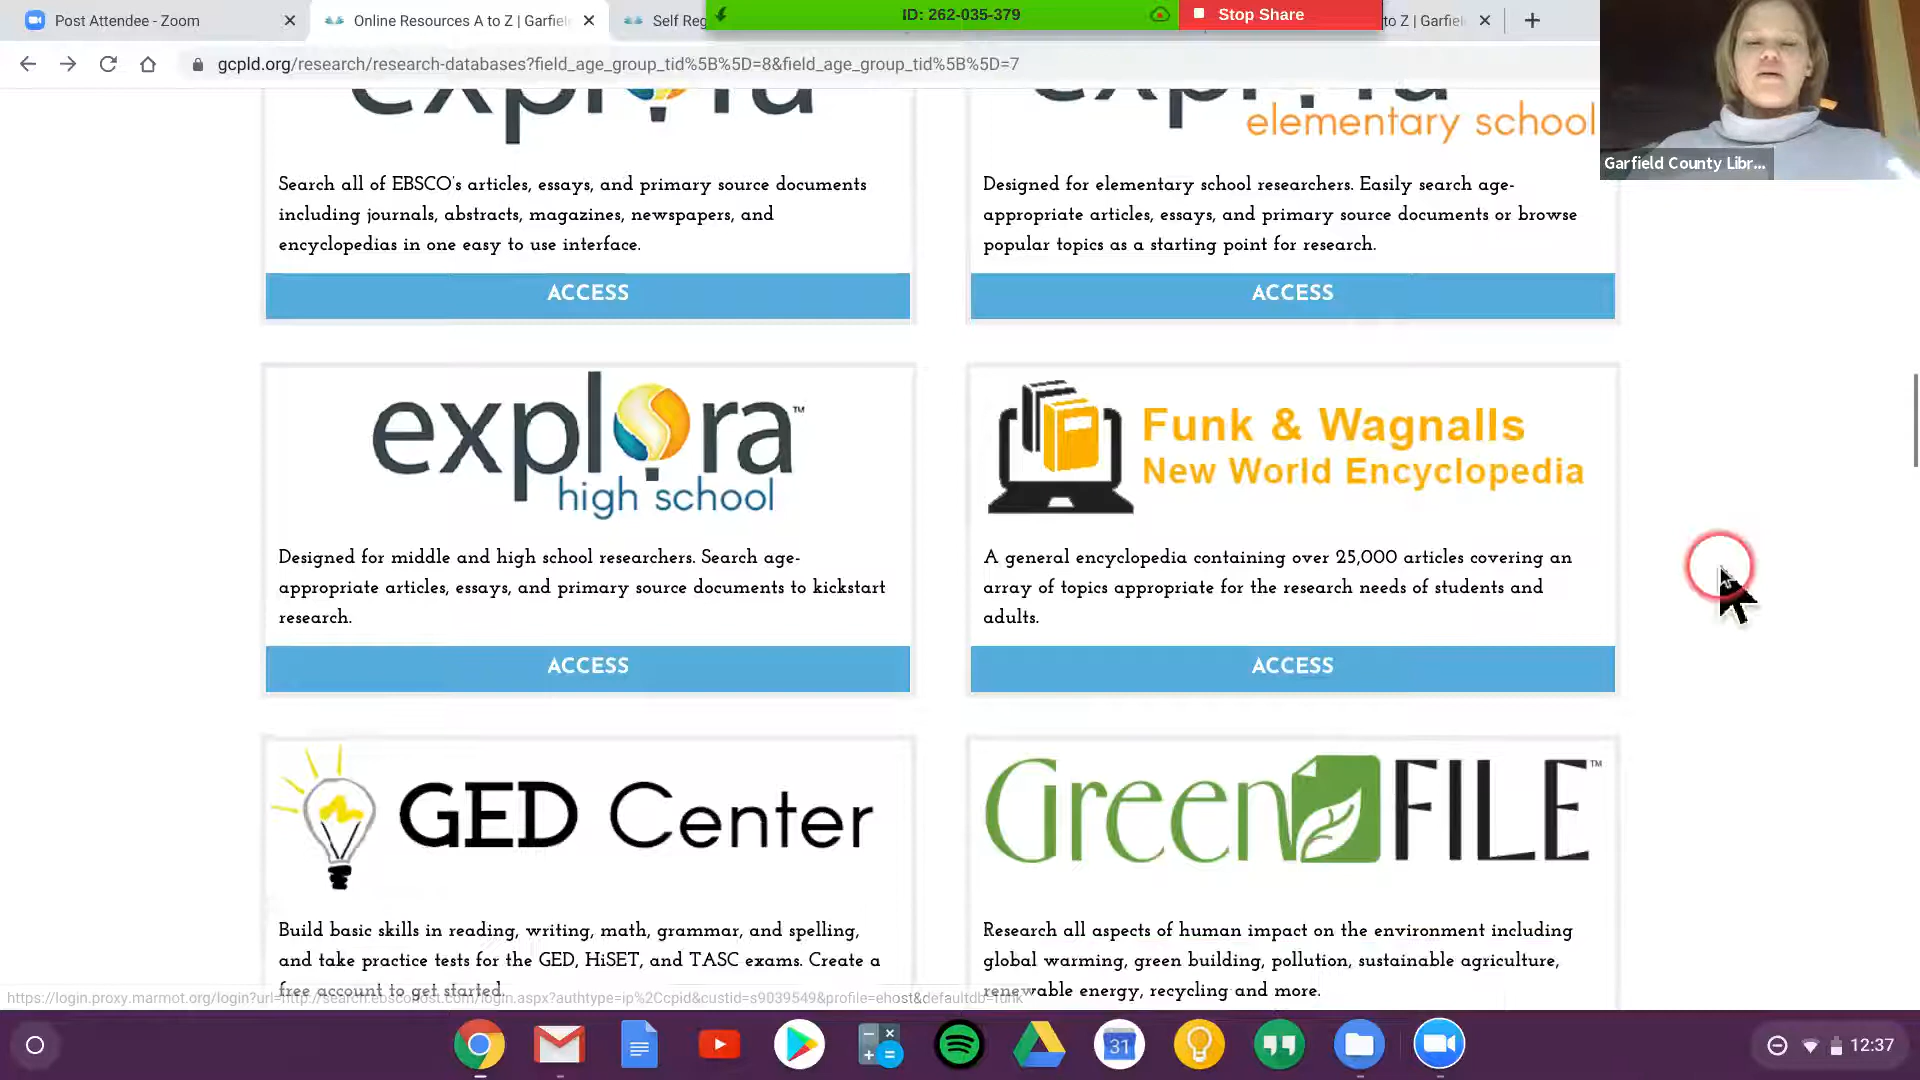 Post Attendee - Zoom
Online Resources A to Z | Garfiel
Self Reg
ID: 262-035-379
Stop Share
to Z | Garfiel
gcpld.org/research/research-databases?field_age_group_tid%5B%5D=8&field_age_group_tid%5B%5D=7
Garfield County Libr...
explora
explora
elementary school
Search all of EBSCO's articles, essays, and primary source documents
including journals, abstracts, magazines, newspapers, and
encyclopedias in one easy to use interface.
ACCESS
Designed for elementary school researchers. Easily search age-
appropriate articles, essays, and primary source documents or browse
popular topics as a starting point for research.
ACCESS
explora™
high school
Designed for middle and high school researchers. Search age-
appropriate articles, essays, and primary source documents to kickstart
research.
ACCESS
Funk & Wagnalls
New World Encyclopedia
A general encyclopedia containing over 25,000 articles covering an
array of topics appropriate for the research needs of students and
adults.
ACCESS
GED Center
Build basic skills in reading, writing, math, grammar, and spelling,
and take practice tests for the GED, HiSET, and TASC exams. Create a
free account to get started.
GreenFILE™
Research all aspects of human impact on the environment including
global warming, green building, pollution, sustainable agriculture,
renewable energy, recycling and more.
https://login.proxy.marmot.org/login?url=http://search.ebscohost.com/login.aspx?authtype=ip%2Ccpid&custid=s9039549&profile=ehost&defaultdb=funk
31
12:37